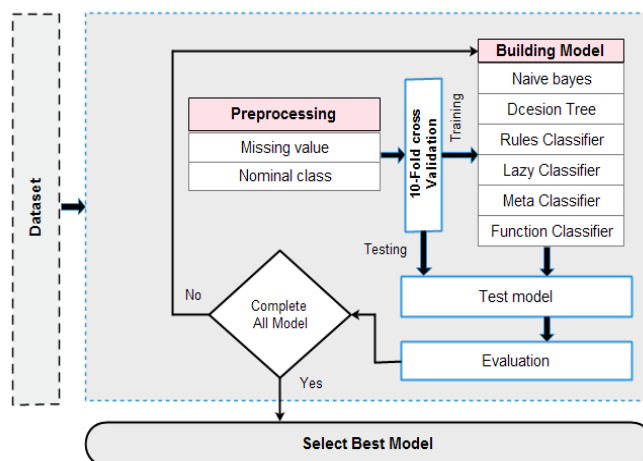 Dataset
Preprocessing
Missing value
Nominal class
10-Fold cross
Validation
Training
Testing
Building Model
Naive bayes
Dcesion Tree
Rules Classifier
Lazy Classifier
Meta Classifier
Function Classifier
Test model
Evaluation
Complete
All Model
No
Yes
Select Best Model